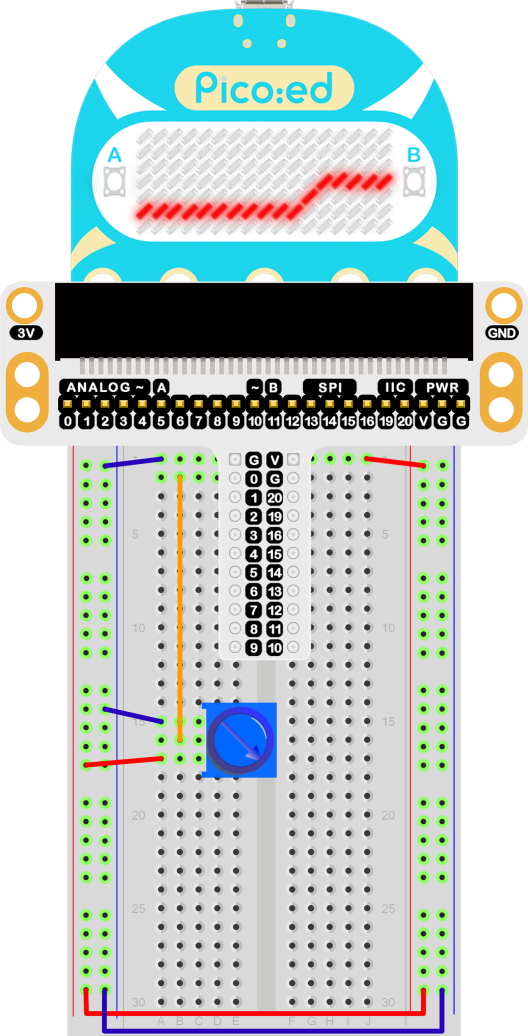 Pico:ed
A B
3V GND
ANALOG ~ A ~ B SPI IIC PWR
0 1 2 3 4 5 6 7 8 9 10 11 12 13 14 15 16 19 20 V G G
G V
0 G
1 20
2 19
3 16
5 4 15 5
5 14
6 13
7 12
10 8 11 10
9 10
15 15
20 20
25 25
30 30
A B C D E F G H I J